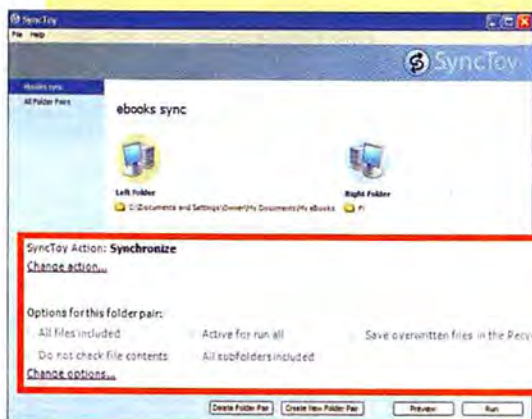 SyncToy
File Help
SyncToy
ebooks sync
All Folder Pairs
ebooks sync
Left Folder
Right Folder
C:\Documents and Settings\Owner\My Documents\My eBooks
F:\
SyncToy Action: Synchronize
Change action...
Options for this folder pair:
All files included
Active for run all
Save overwritten files in the Recy
Do not check file contents
All subfolders included
Change options...
Delete Folder Pair
Create New Folder Pair
Preview
Run